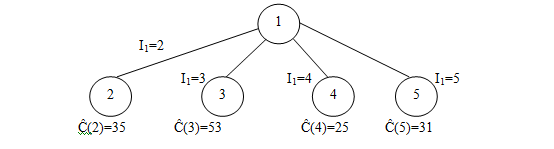 1
I₁=2
I₁=3 I₁=4 I₁=5
2 3 4 5
Ĉ(2)=35 Ĉ(3)=53 Ĉ(4)=25 Ĉ(5)=31